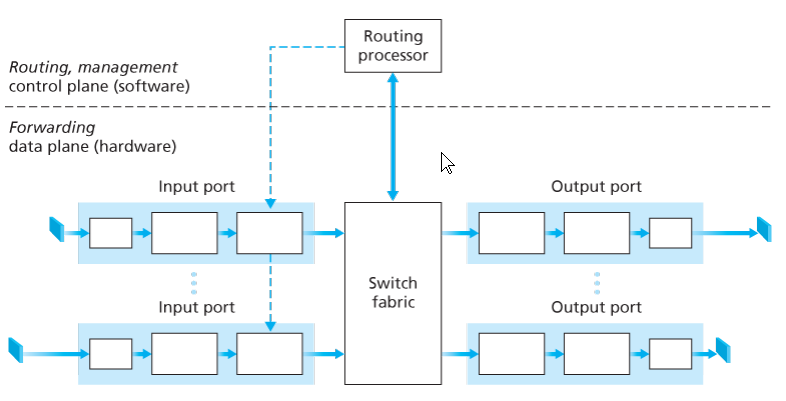 Routing
processor
Routing, management
control plane (software)
Forwarding
data plane (hardware)
Input port
Output port
Switch
fabric
Input port
Output port